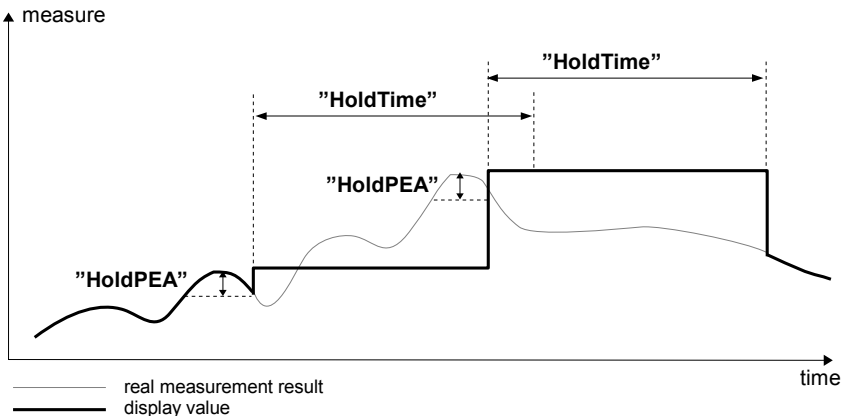 measure
”HoldTime”
”HoldTime”
”HoldPEA”
”HoldPEA”
time
real measurement result
display value